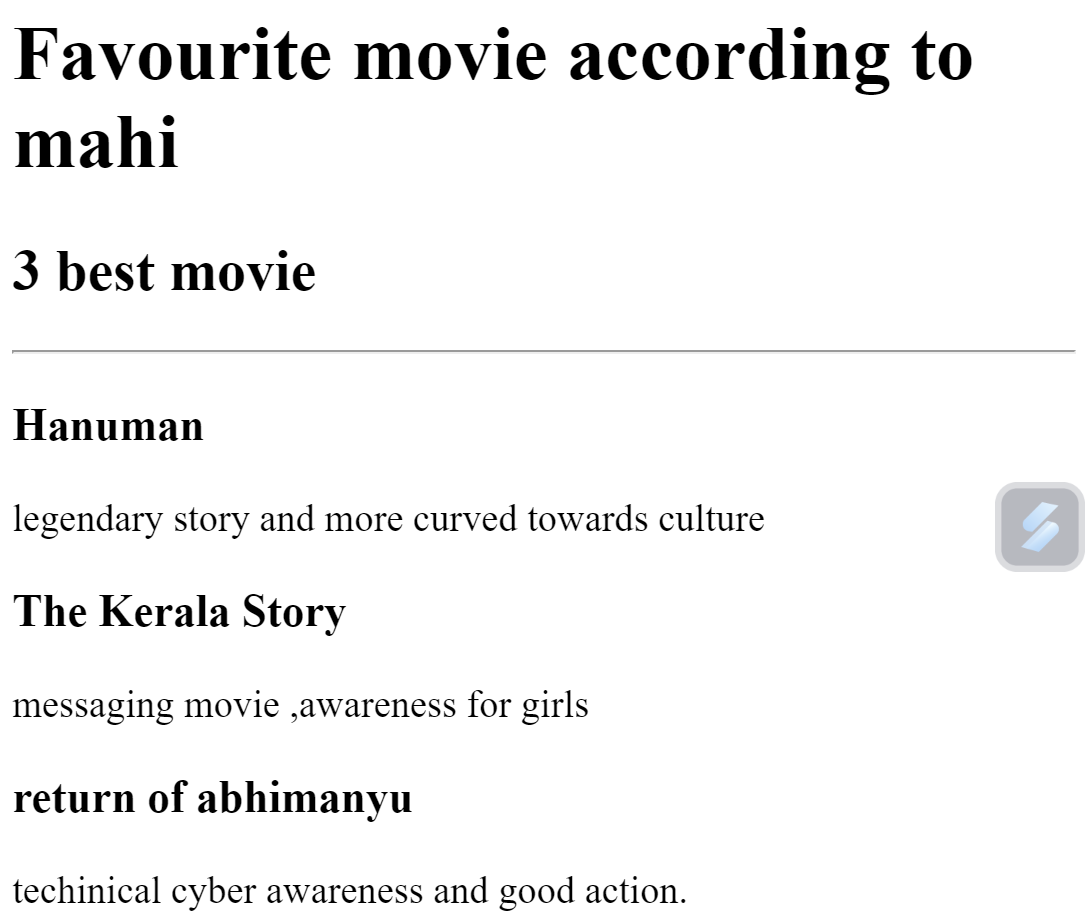 Favourite movie according to
mahi
3 best movie
Hanuman
legendary story and more curved towards culture
The Kerala Story
messaging movie ,awareness for girls
return of abhimanyu
techinical cyber awareness and good action.